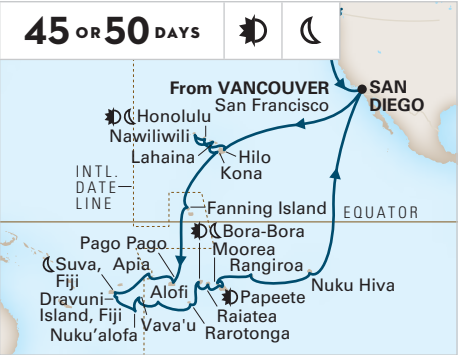 45 OR 50 DAYS
From VANCOUVER
San Francisco
SAN
DIEGO
Honolulu
Nawiliwili
Lahaina
Hilo
Kona
INTL.
DATE
LINE
Fanning Island
EQUATOR
Bora-Bora
Moorea
Pago Pago
Rangiroa
Suva,
Fiji
Apia
Nuku Hiva
Dravuni
Island, Fiji
Alofi
Papeete
Raiatea
Nuku'alofa
Vava'u
Rarotonga